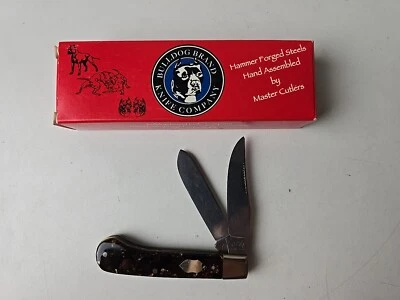 BULLDOG BRAND
KNIFE COMPANY
Hammer Forged Steels
Hand Assembled
by
Master Cutlers